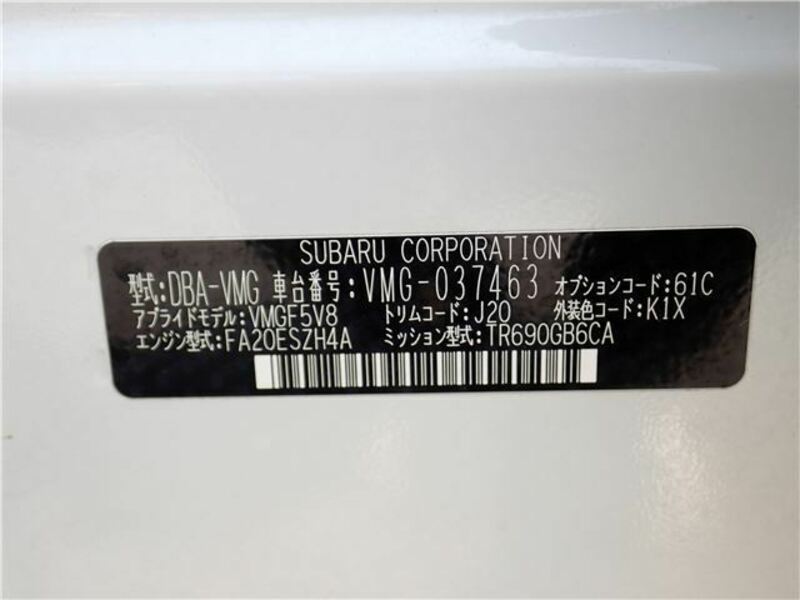 SUBARU CORPORATION
型式:DBA-VMG 車台番号:VMG-037463 オプションコード:61C
アプライドモデル:VMGF5V8 トリムコード:J20 外装色コード:K1X
エンジン型式:FA20ESZH4A ミッション型式:TR690GB6CA